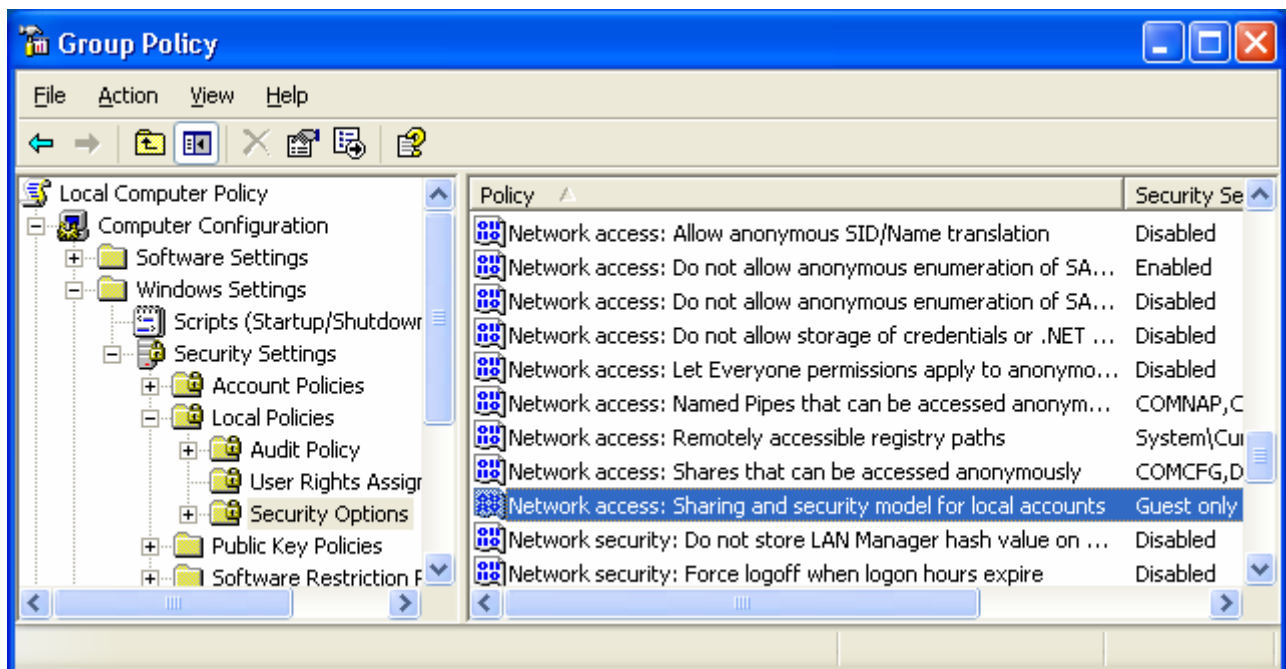 Group Policy
File Action View Help
Local Computer Policy
Computer Configuration
Software Settings
Windows Settings
Scripts (Startup/Shutdown
Security Settings
Account Policies
Local Policies
Audit Policy
User Rights Assigr
Security Options
Public Key Policies
Software Restriction P
Policy Security Se
Network access: Allow anonymous SID/Name translation Disabled
Network access: Do not allow anonymous enumeration of SA... Enabled
Network access: Do not allow anonymous enumeration of SA... Disabled
Network access: Do not allow storage of credentials or .NET ... Disabled
Network access: Let Everyone permissions apply to anonymo... Disabled
Network access: Named Pipes that can be accessed anonym... COMNAP,C
Network access: Remotely accessible registry paths System\Cur
Network access: Shares that can be accessed anonymously COMCFG,D
Network access: Sharing and security model for local accounts Guest only
Network security: Do not store LAN Manager hash value on ... Disabled
Network security: Force logoff when logon hours expire Disabled